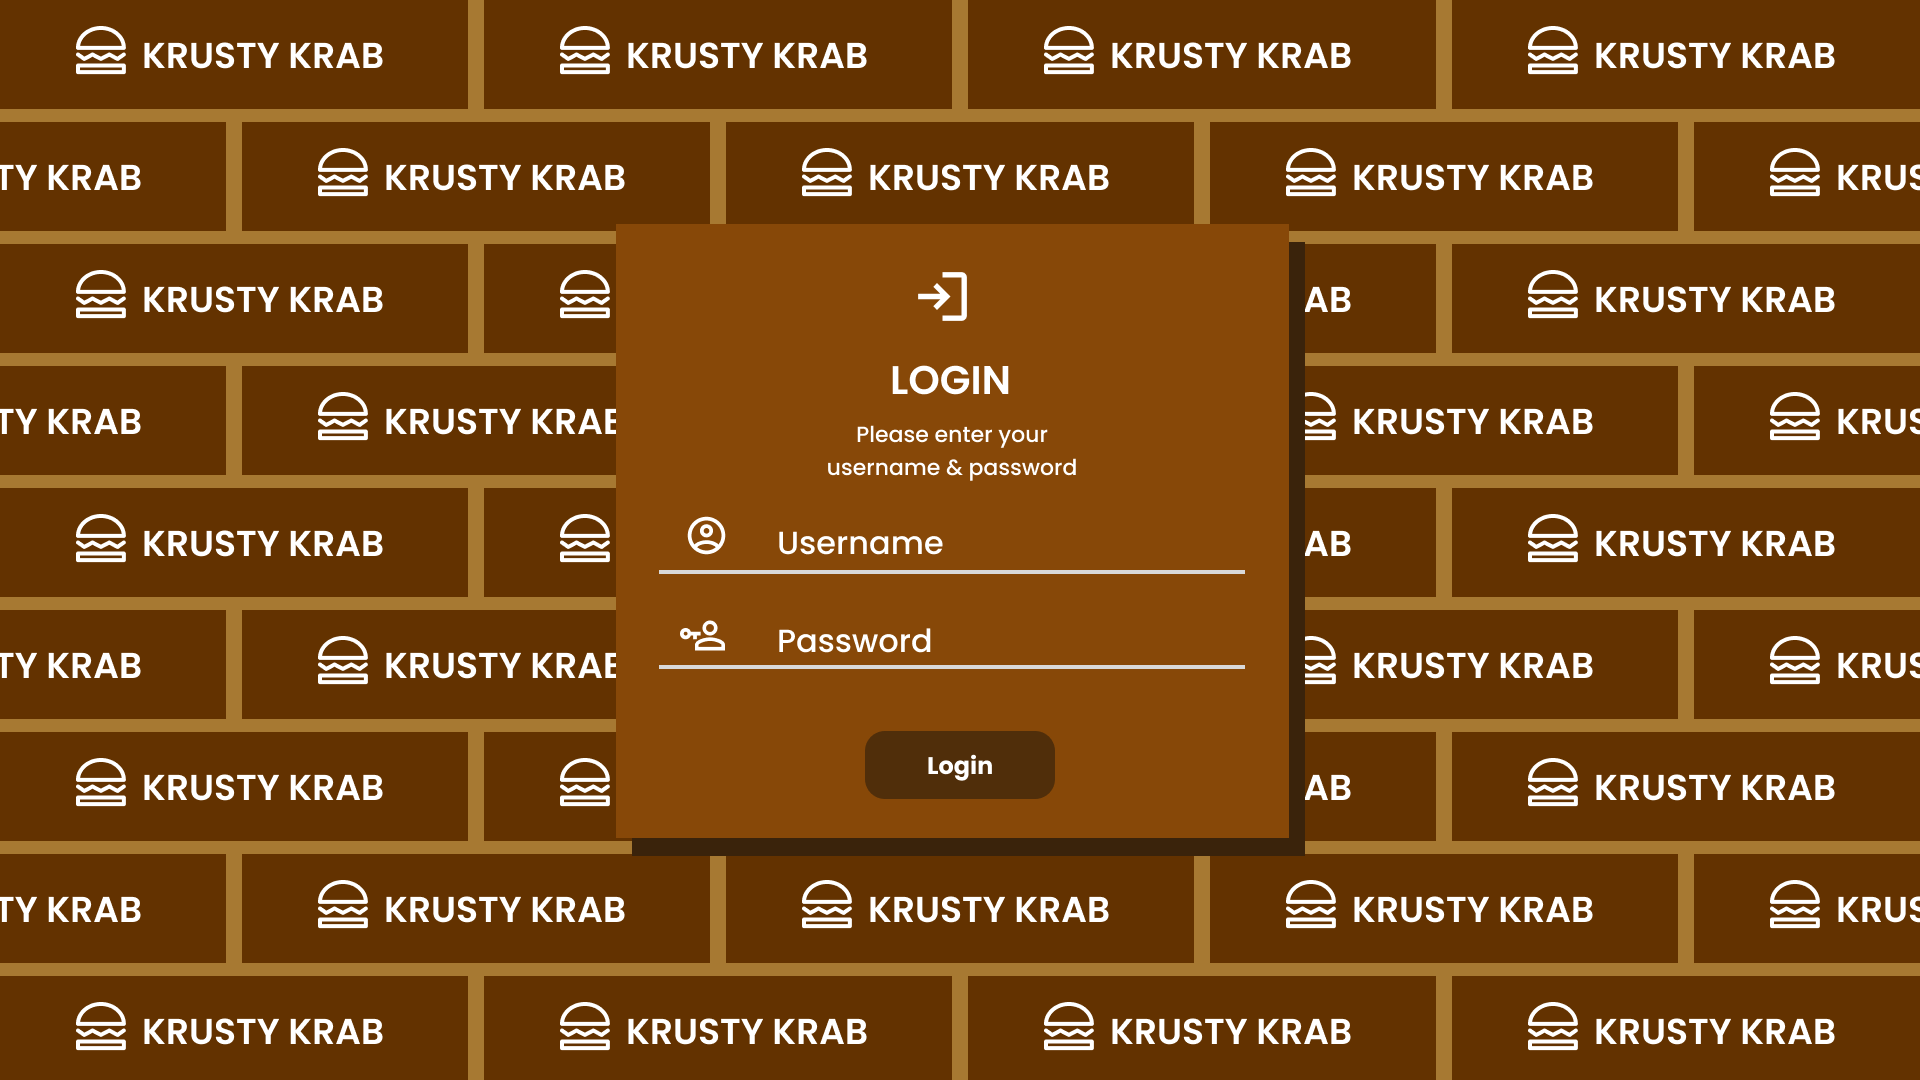 KRUSTY KRAB KRUSTY KRAB KRUSTY KRAB KRUSTY KRAB
TY KRAB KRUSTY KRAB KRUSTY KRAB KRUSTY KRAB KRUS
KRUSTY KRAB AB KRUSTY KRAB
LOGIN
Please enter your
username & password
TY KRAB KRUSTY KRAB KRUSTY KRAB KRUS
KRUSTY KRAB AB KRUSTY KRAB
Username
Password
TY KRAB KRUSTY KRAB KRUSTY KRAB KRUS
KRUSTY KRAB AB KRUSTY KRAB
Login
TY KRAB KRUSTY KRAB KRUSTY KRAB KRUSTY KRAB KRUS
KRUSTY KRAB KRUSTY KRAB KRUSTY KRAB KRUSTY KRAB